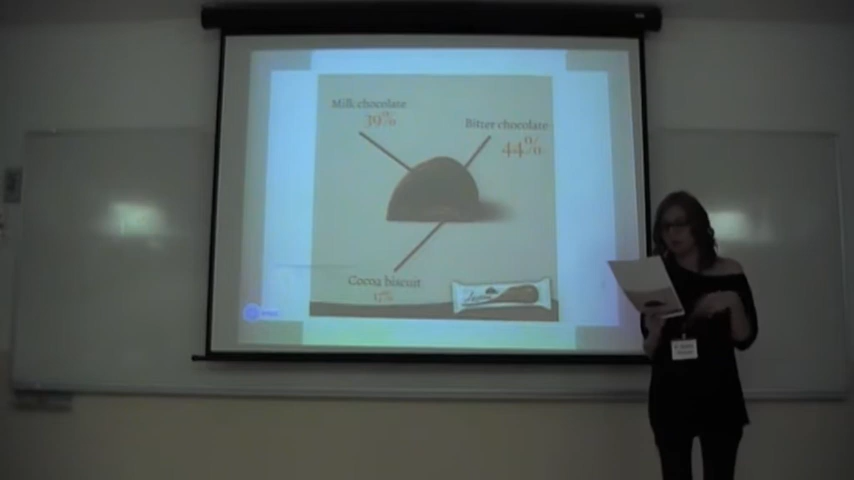 Milk chocolate
39%
Bitter chocolate
44%
Cocoa biscuit
17%